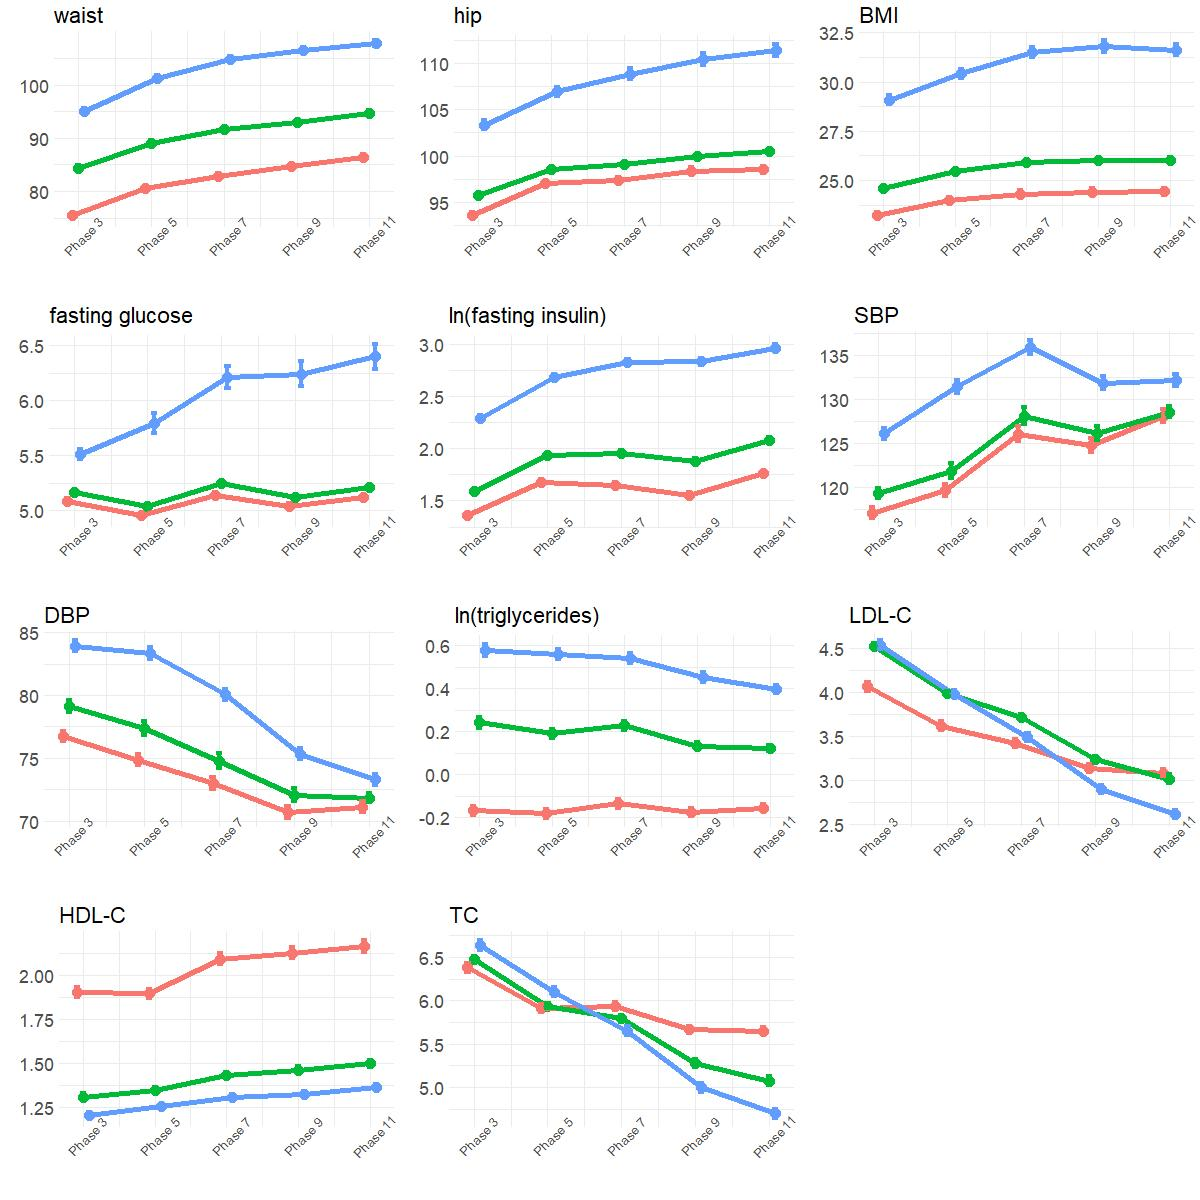 waist
100
90
80
Phase 3
Phase 5
Phase 7
Phase 9
Phase 11
hip
110
105
100
95
Phase 3
Phase 5
Phase 7
Phase 9
Phase 11
BMI
32.5
30.0
27.5
25.0
Phase 3
Phase 5
Phase 7
Phase 9
Phase 11
fasting glucose
6.5
6.0
5.5
5.0
Phase 3
Phase 5
Phase 7
Phase 9
Phase 11
ln(fasting insulin)
3.0
2.5
2.0
1.5
Phase 3
Phase 5
Phase 7
Phase 9
Phase 11
SBP
135
130
125
120
Phase 3
Phase 5
Phase 7
Phase 9
Phase 11
DBP
85
80
75
70
Phase 3
Phase 5
Phase 7
Phase 9
Phase 11
ln(triglycerides)
0.6
0.4
0.2
0.0
-0.2
Phase 3
Phase 5
Phase 7
Phase 9
Phase 11
LDL-C
4.5
4.0
3.5
3.0
2.5
Phase 3
Phase 5
Phase 7
Phase 9
Phase 11
HDL-C
2.00
1.75
1.50
1.25
Phase 3
Phase 5
Phase 7
Phase 9
Phase 11
TC
6.5
6.0
5.5
5.0
Phase 3
Phase 5
Phase 7
Phase 9
Phase 11